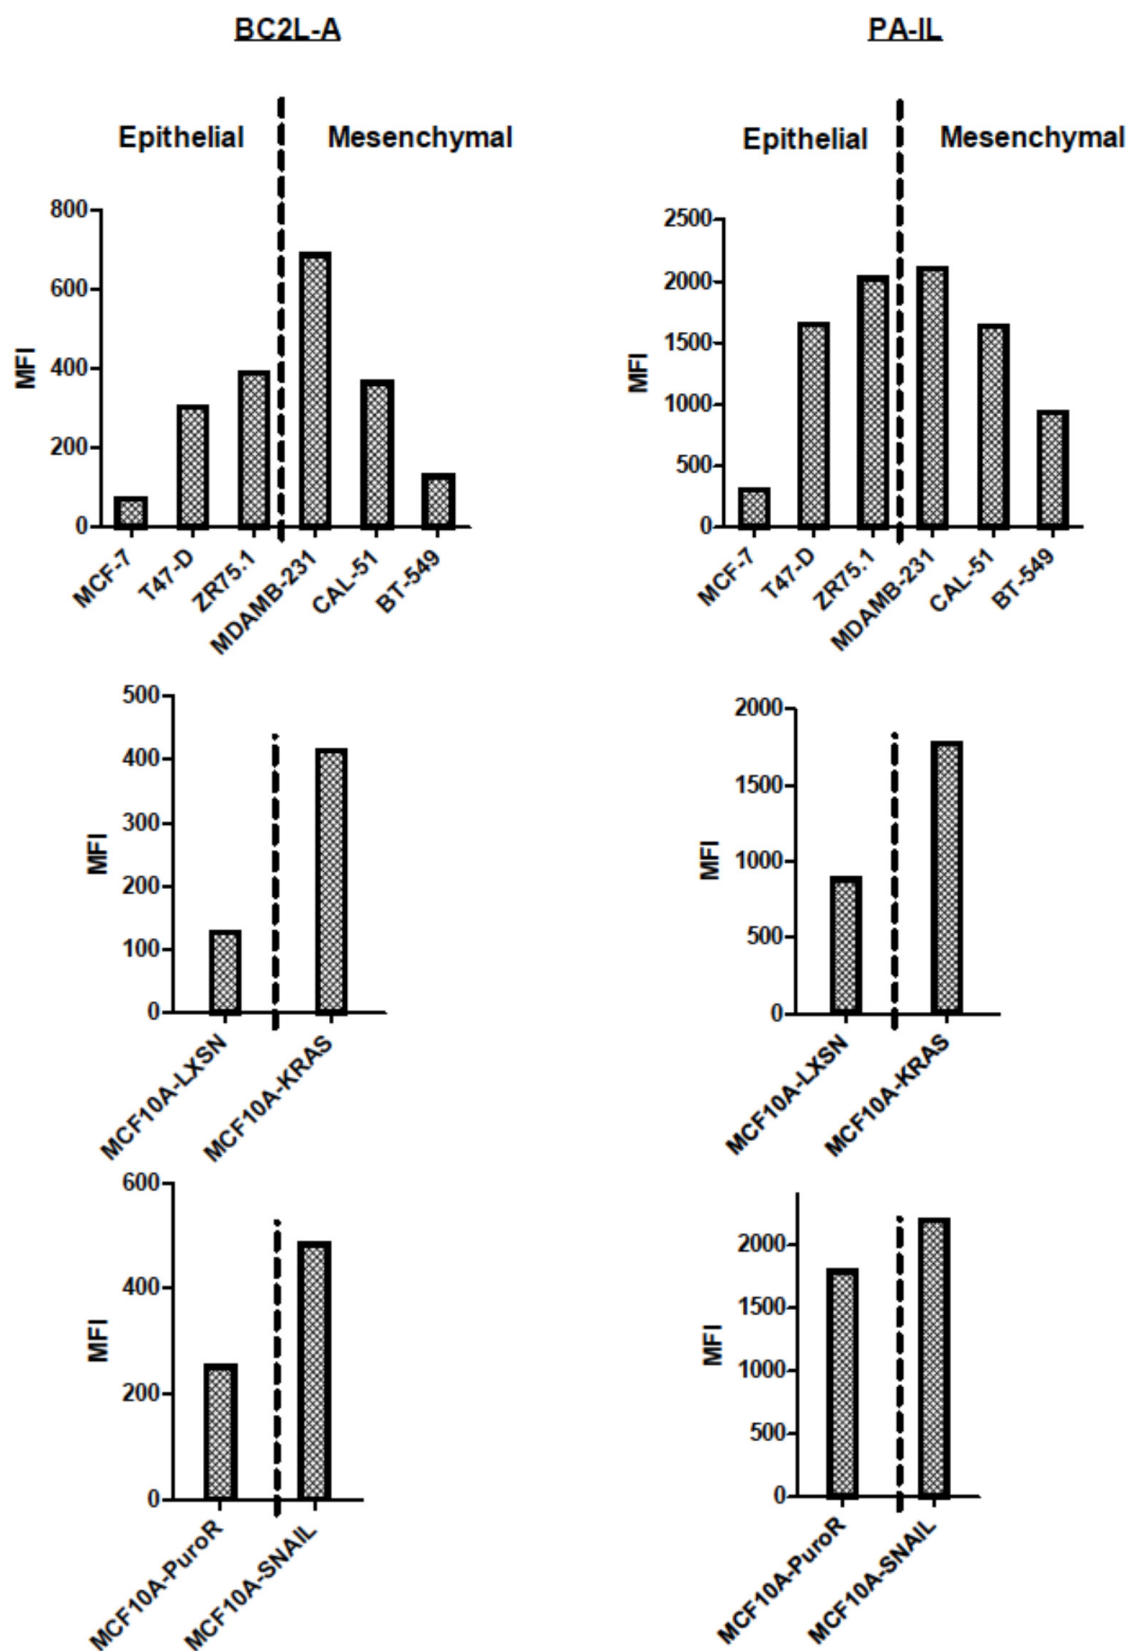 BC2L-A
PA-IL
Epithelial
Mesenchymal
Epithelial
Mesenchymal
MFI
800
600
400
200
0
MCF-7
T47-D
ZR75.1
MDAMB-231
CAL-51
BT-549
MFI
2500
2000
1500
1000
500
0
MCF-7
T47-D
ZR75.1
MDAMB-231
CAL-51
BT-549
MFI
500
400
300
200
100
0
MCF10A-LXSN
MCF10A-KRAS
MFI
2000
1500
1000
500
0
MCF10A-LXSN
MCF10A-KRAS
MFI
600
400
200
0
MCF10A-PuroR
MCF10A-SNAIL
MFI
2000
1500
1000
500
0
MCF10A-PuroR
MCF10A-SNAIL